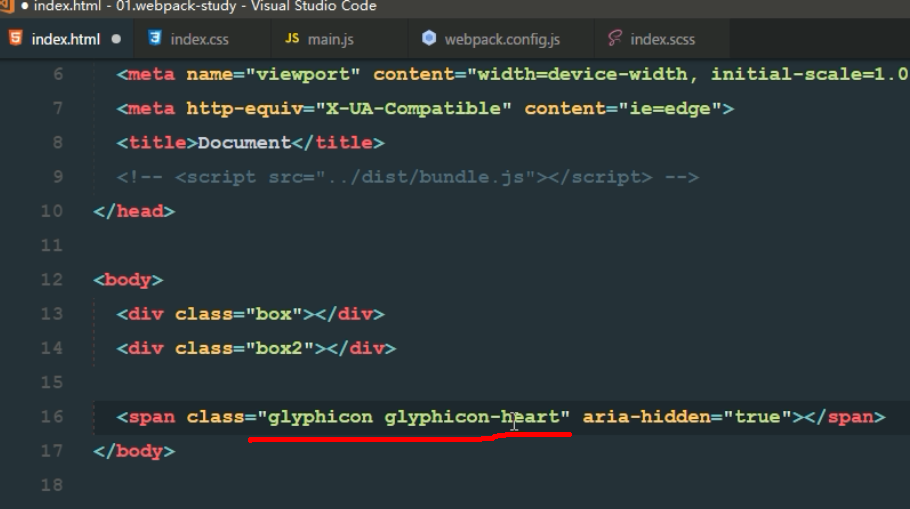 index.html - 01.webpack-study - Visual Studio Code
index.html index.css JS main.js webpack.config.js index.scss
6 <meta name="viewport" content="width=device-width, initial-scale=1.0
7 <meta http-equiv="X-UA-Compatible" content="ie=edge">
8 <title>Document</title>
9 <!-- <script src="../dist/bundle.js"></script> -->
10 </head>
11
12 <body>
13 <div class="box"></div>
14 <div class="box2"></div>
15
16 <span class="glyphicon glyphicon-heart" aria-hidden="true"></span>
17 </body>
18